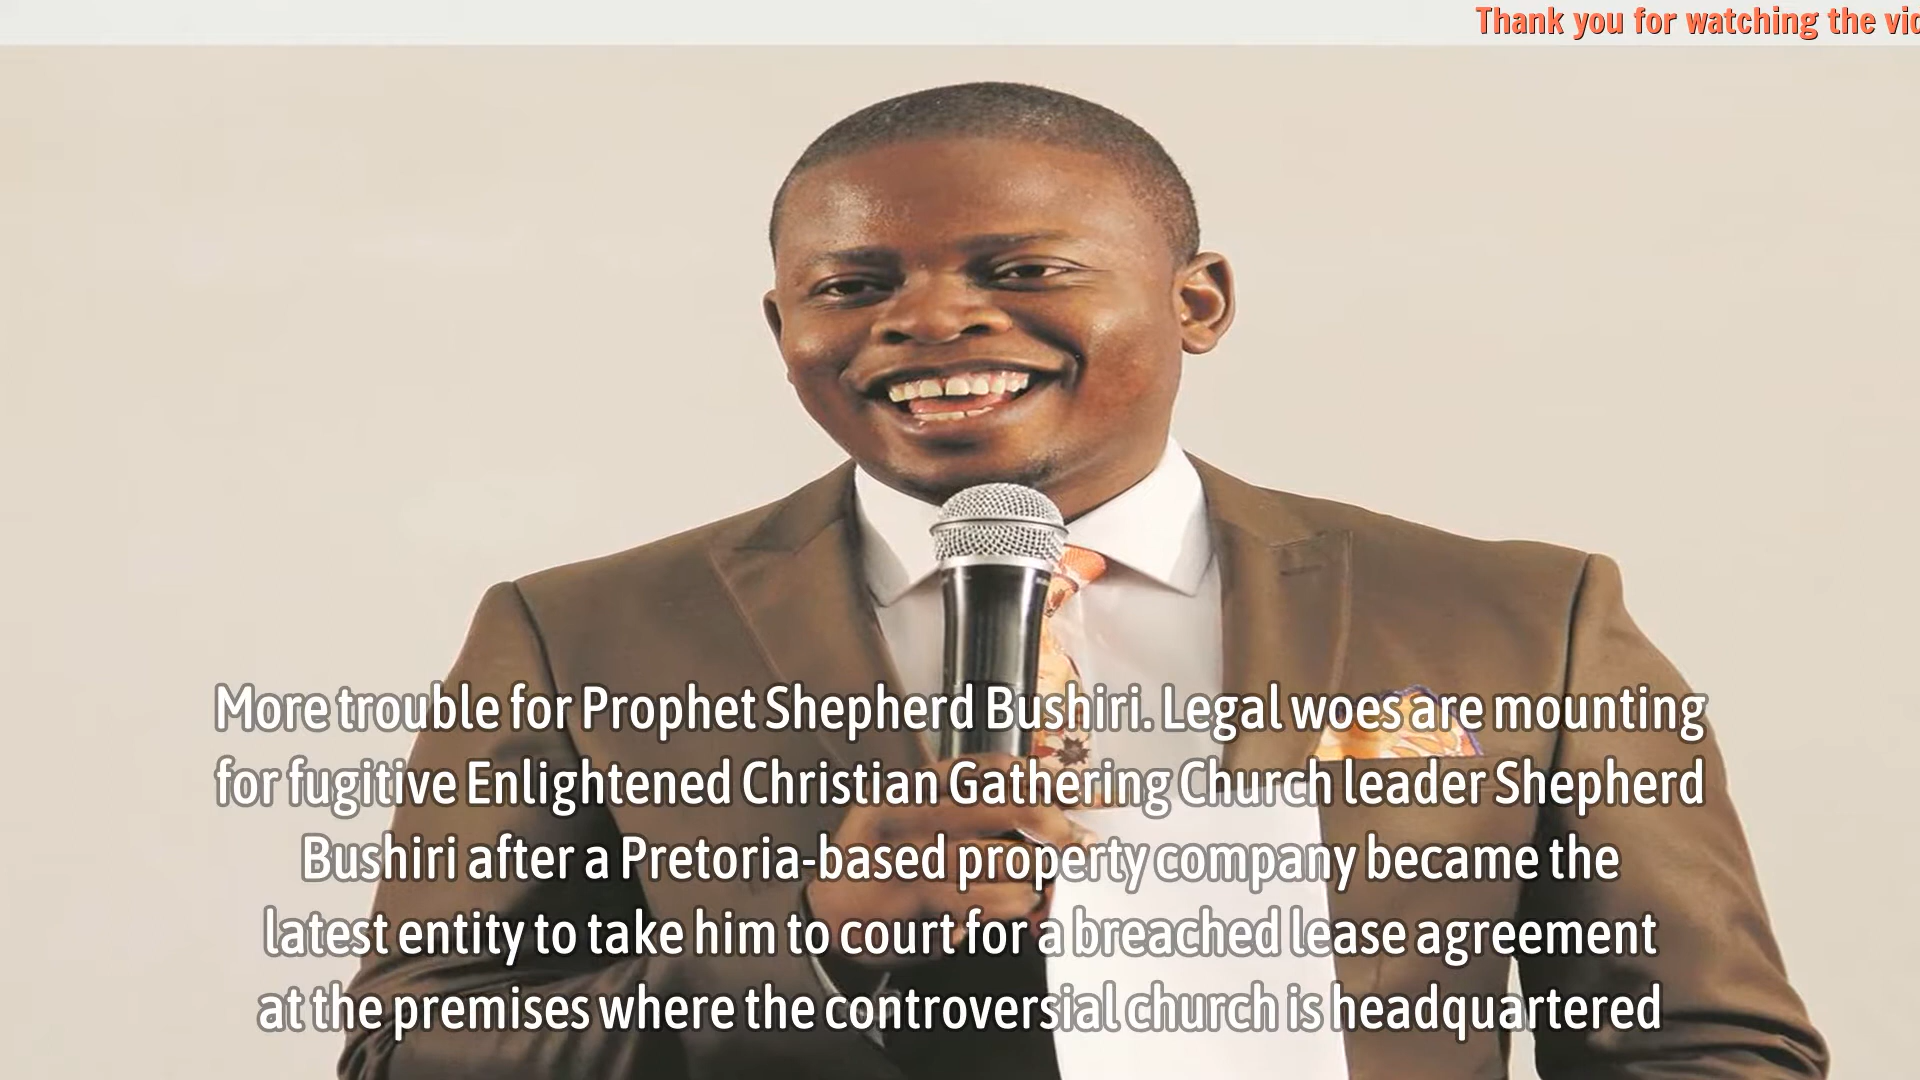 Thank you for watching the
More trouble for Prophet Shepherd Bushiri. Legal woes are mounting
for fugitive Enlightened Christian Gathering Church leader Shepherd
Bushiri after a Pretoria-based property company became the
latest entity to take him to court for a breached lease agreement
at the premises where the controversial church is headquartered